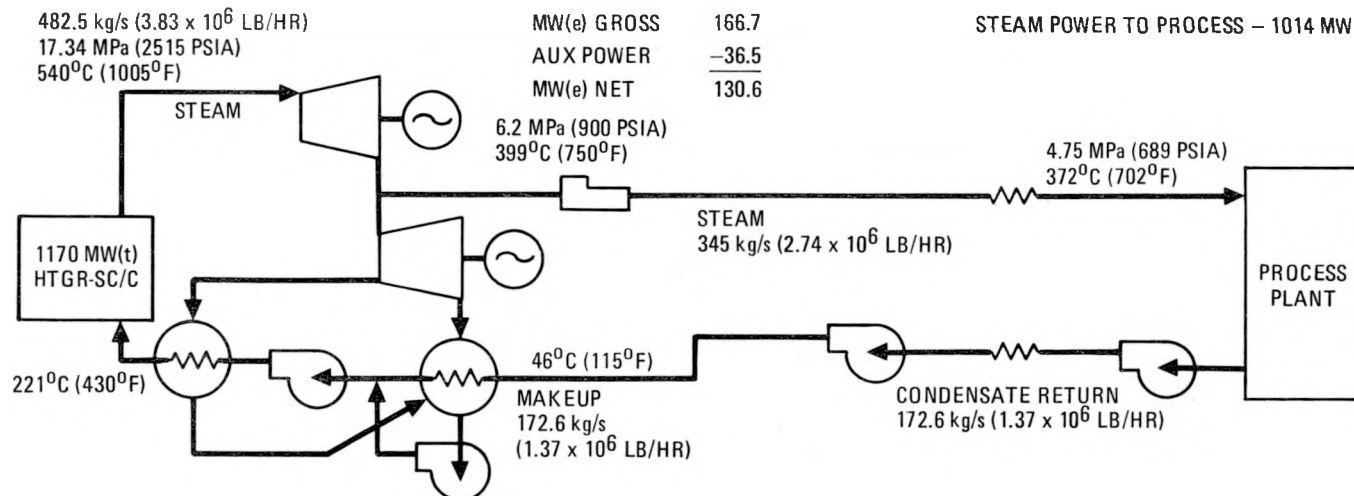 482.5 kg/s (3.83 x 10⁶ LB/HR)
17.34 MPa (2515 PSIA)
540⁰C (1005⁰F)
STEAM
MW(e) GROSS 166.7
AUX POWER −36.5
MW(e) NET 130.6
STEAM POWER TO PROCESS – 1014 MW
6.2 MPa (900 PSIA)
399⁰C (750⁰F)
4.75 MPa (689 PSIA)
372⁰C (702⁰F)
STEAM
345 kg/s (2.74 x 10⁶ LB/HR)
1170 MW(t)
HTGR-SC/C
PROCESS
PLANT
221⁰C (430⁰F)
46⁰C (115⁰F)
MAKEUP
172.6 kg/s
(1.37 x 10⁶ LB/HR)
CONDENSATE RETURN
172.6 kg/s (1.37 x 10⁶ LB/HR)